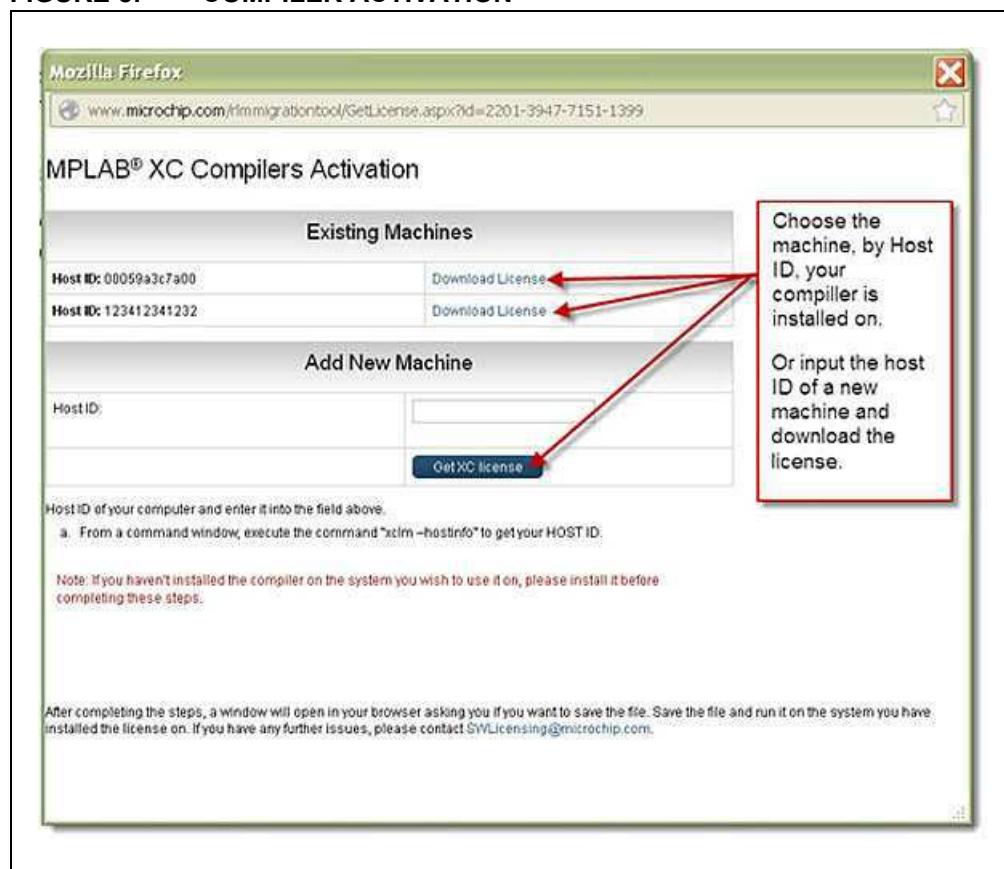 Mozilla Firefox
www.microchip.com/rlmmigrationtool/GetLicense.aspx?id=2201-3947-7151-1399
MPLAB® XC Compilers Activation
Existing Machines
Host ID: 00059a3c7a00 Download License
Host ID: 123412341232 Download License
Add New Machine
Host ID:
Get XC license
Choose the
machine, by Host
ID, your
compiller is
installed on.
Or input the host
ID of a new
machine and
download the
license.
Host ID of your computer and enter it into the field above.
a. From a command window, execute the command "xclm –hostinfo" to get your HOST ID.
Note: If you haven't installed the compiler on the system you wish to use it on, please install it before
completing these steps.
After completing the steps, a window will open in your browser asking you if you want to save the file. Save the file and run it on the system you have
installed the license on. If you have any further issues, please contact SWLicensing@microchip.com.